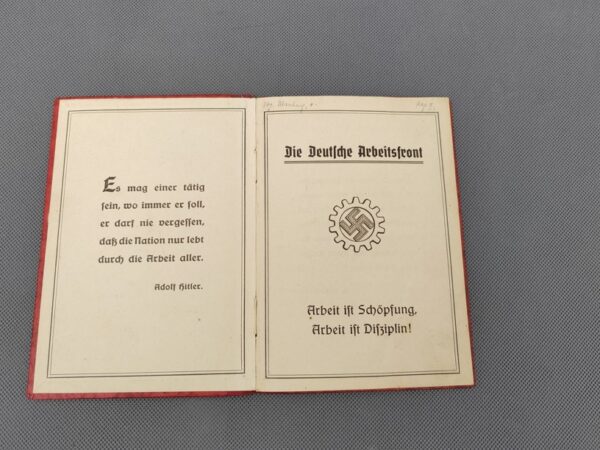 Es mag einer tätig
sein, wo immer er soll,
er darf nie vergessen,
daß die Nation nur lebt
durch die Arbeit aller.
Adolf Hitler.
Die Deutsche Arbeitsfront
Arbeit ist Schöpfung,
Arbeit ist Disziplin!